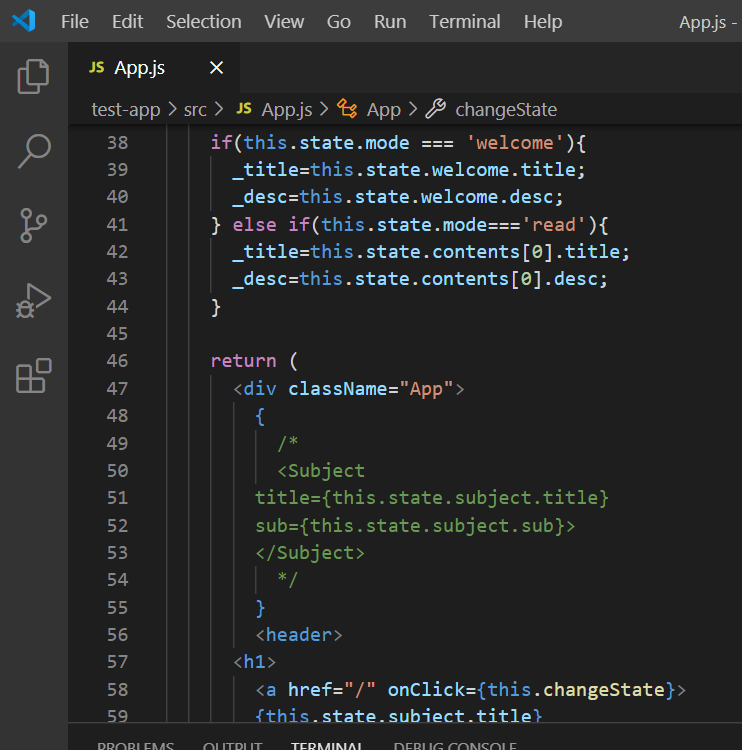 File Edit Selection View Go Run Terminal Help App.js -
JS App.js
test-app > src > JS App.js > App > changeState
38 if(this.state.mode === 'welcome'){
39 _title=this.state.welcome.title;
40 _desc=this.state.welcome.desc;
41 } else if(this.state.mode==='read'){
42 _title=this.state.contents[0].title;
43 _desc=this.state.contents[0].desc;
44 }
45
46 return (
47 <div className="App">
48 {
49 /*
50 <Subject
51 title={this.state.subject.title}
52 sub={this.state.subject.sub}>
53 </Subject>
54 */
55 }
56 <header>
57 <h1>
58 <a href="/" onClick={this.changeState}>
59 {this.state.subject.title}
PROBLEMS OUTPUT TERMINAL DEBUG CONSOLE